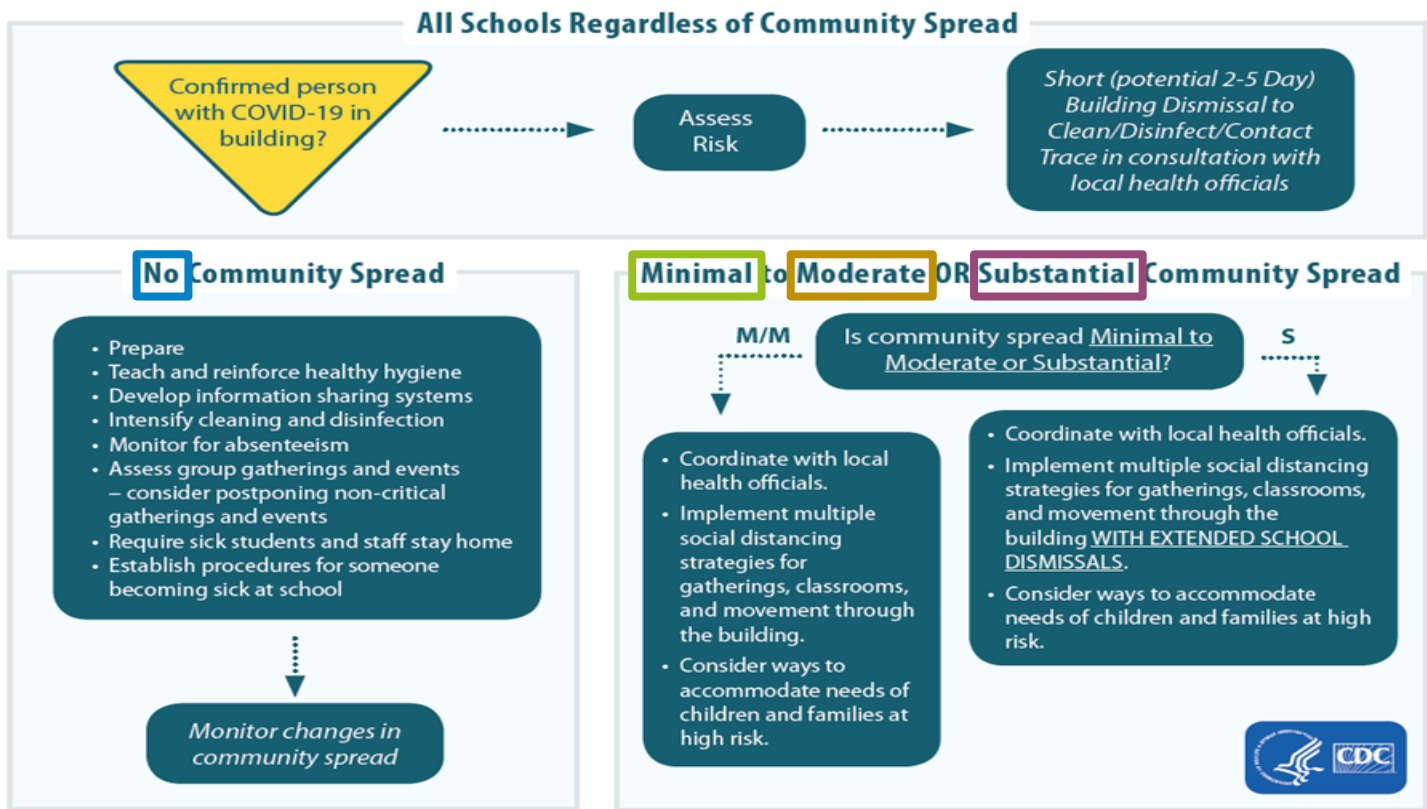 All Schools Regardless of Community Spread
Confirmed person
with COVID-19 in
building?
Assess
Risk
Short (potential 2-5 Day)
Building Dismissal to
Clean/Disinfect/Contact
Trace in consultation with
local health officials
No Community Spread
• Prepare
• Teach and reinforce healthy hygiene
• Develop information sharing systems
• Intensify cleaning and disinfection
• Monitor for absenteeism
• Assess group gatherings and events
– consider postponing non-critical
gatherings and events
• Require sick students and staff stay home
• Establish procedures for someone
becoming sick at school
Monitor changes in
community spread
Minimal to Moderate OR Substantial Community Spread
Is community spread Minimal to
Moderate or Substantial?
M/M
S
• Coordinate with local
health officials.
• Implement multiple
social distancing
strategies for
gatherings, classrooms,
and movement through
the building.
• Consider ways to
accommodate needs of
children and families at
high risk.
• Coordinate with local health officials.
• Implement multiple social distancing
strategies for gatherings, classrooms,
and movement through the
building WITH EXTENDED SCHOOL
DISMISSALS.
• Consider ways to accommodate
needs of children and families at high
risk.
CDC